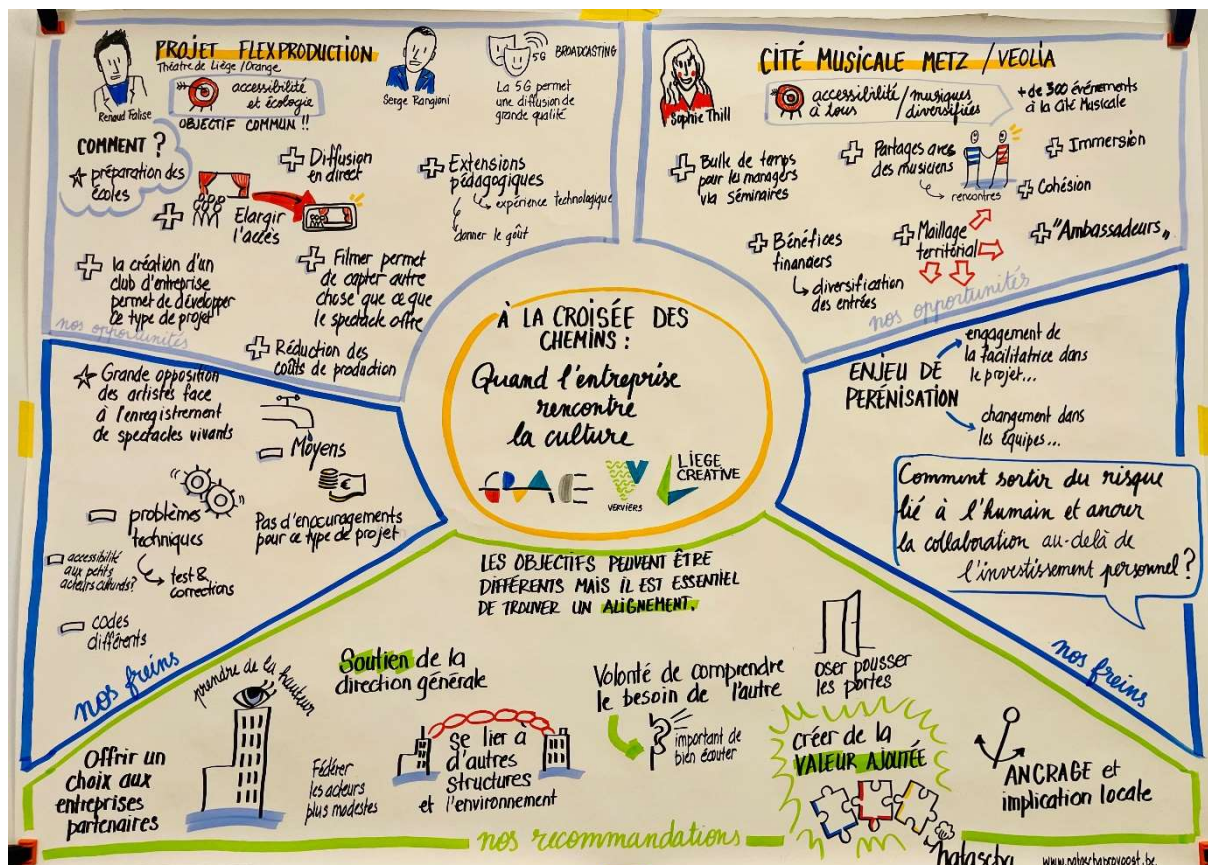 PROJET FLEXPRODUCTION
Théatre de Liège/Orange
Renaud Falise
accessibilité
et écologie
OBJECTIF COMMUN !!
Serge Rangioni
5G BROADCASTING
La 5G permet
une diffusion de
grande qualité
COMMENT ?
préparation des
écoles
Elargir
l'accès
Diffusion
en direct
Extensions
pédagogiques
expérience technologique
donner le goût
la création d'un
club d'entreprise
permet de développer
ce type de projet
Filmer permet
de capter autre
chose que ce que
le spectacle offre
Réduction des
coûts de production
nos opportunités
CITÉ MUSICALE METZ / VEOLIA
Sophie Thill
accessibilité / musiques
à tous / diversifiées
+ de 300 événements
à la Cité Musicale
Bulle de temps
pour les managers
via séminaires
Partages avec
des musiciens
rencontres
Immersion
Cohésion
Bénéfices
financiers
diversification
des entrées
Maillage
territorial
"Ambassadeurs"
nos opportunités
À LA CROISÉE DES
CHEMINS :
Quand l'entreprise
rencontre
la culture
VERVIERS
LIEGE
CREATIVE
Grande opposition
des artistes face
à l'enregistrement
de spectacles vivants
Moyens
Pas d'encouragements
pour ce type de projet
problèmes
techniques
test &
corrections
accessibilité
aux petits
acteurs culturels?
codes
différents
nos freins
ENJEU DE
PERÉNISATION
engagement de
la facilitatrice dans
le projet...
changement dans
les équipes...
Comment sortir du risque
lié à l'humain et ancrer
la collaboration au-delà de
l'investissement personnel ?
nos freins
LES OBJECTIFS PEUVENT ÊTRE
DIFFÉRENTS MAIS IL EST ESSENTIEL
DE TROUVER UN ALIGNEMENT.
Offrir un
choix aux
entreprises
partenaires
prendre de la hauteur
Soutien de la
direction générale
Fédérer
les acteurs
plus modestes
se lier à
d'autres
structures
et l'environnement
Volonté de comprendre
le besoin de l'autre
important de
bien écouter
oser pousser
les portes
créer de la
VALEUR AJOUTÉE
ANCRAGE et
implication locale
nos recommandations
natascha
www.nataschaprovoost.be